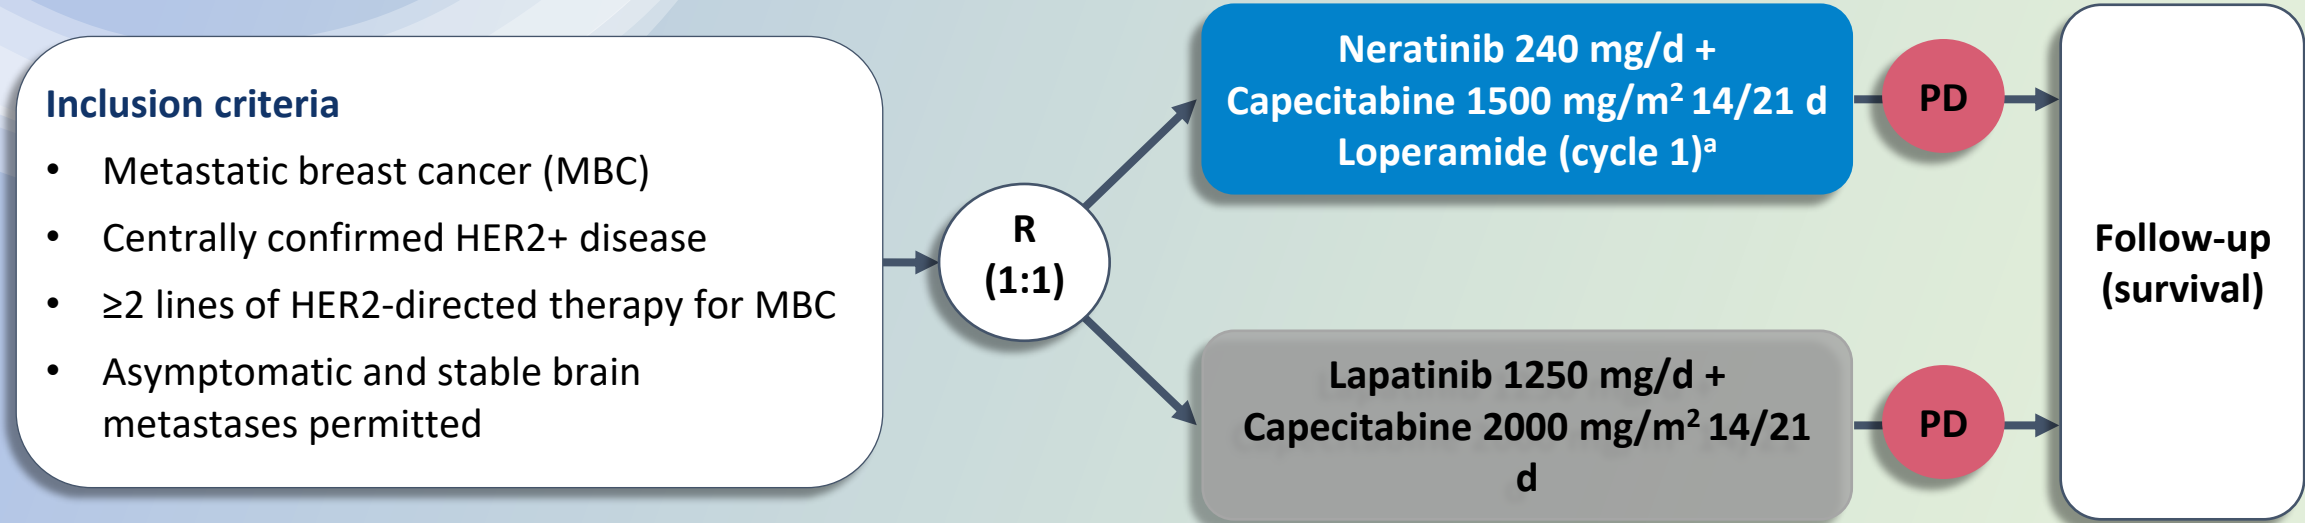 Inclusion criteria
• Metastatic breast cancer (MBC)
• Centrally confirmed HER2+ disease
• ≥2 lines of HER2-directed therapy for MBC
• Asymptomatic and stable brain
metastases permitted
R
(1:1)
Neratinib 240 mg/d +
Capecitabine 1500 mg/m² 14/21 d
Loperamide (cycle 1)ᵃ
PD
Lapatinib 1250 mg/d +
Capecitabine 2000 mg/m² 14/21
d
PD
Follow-up
(survival)